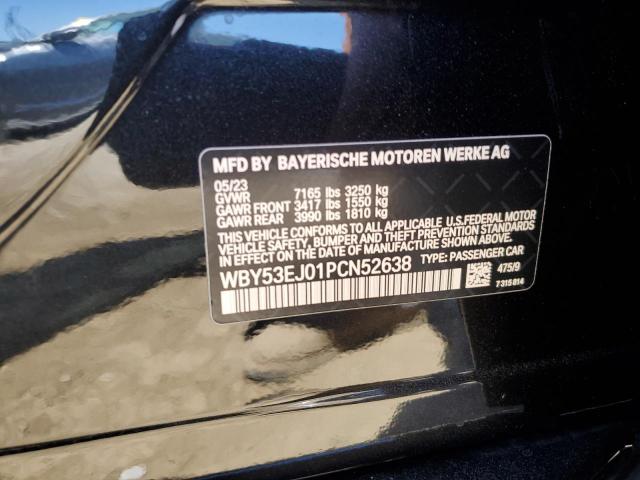 MFD BY BAYERISCHE MOTOREN WERKE AG
05/23
GVWR 7165 lbs 3250 kg
GAWR FRONT 3417 lbs 1550 kg
GAWR REAR 3990 lbs 1810 kg
THIS VEHICLE CONFORMS TO ALL APPLICABLE U.S.FEDERAL MOTOR
VEHICLE SAFETY, BUMPER, AND THEFT PREVENTION STANDARDS
IN EFFECT ON THE DATE OF MANUFACTURE SHOWN ABOVE.
WBY53EJ01PCN52638 TYPE: PASSENGER CAR
475/9
7 315 814